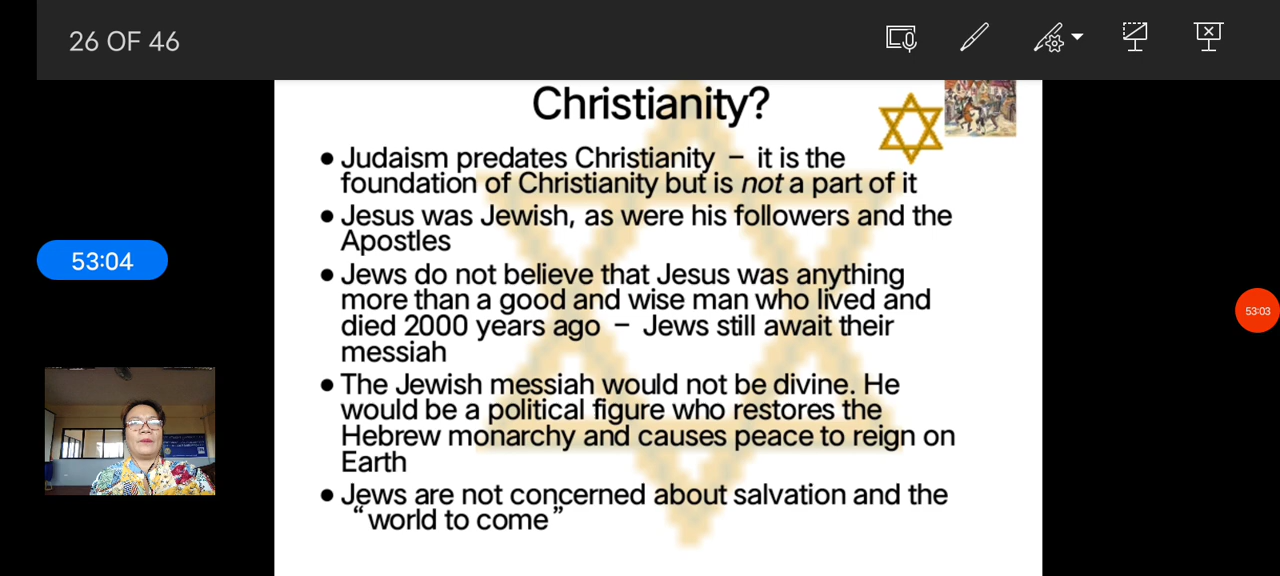 26 OF 46
Christianity?
• Judaism predates Christianity – it is the
foundation of Christianity but is not a part of it
• Jesus was Jewish, as were his followers and the
Apostles
• Jews do not believe that Jesus was anything
more than a good and wise man who lived and
died 2000 years ago – Jews still await their
messiah
• The Jewish messiah would not be divine. He
would be a political figure who restores the
Hebrew monarchy and causes peace to reign on
Earth
• Jews are not concerned about salvation and the
“world to come”
53:04
53:03